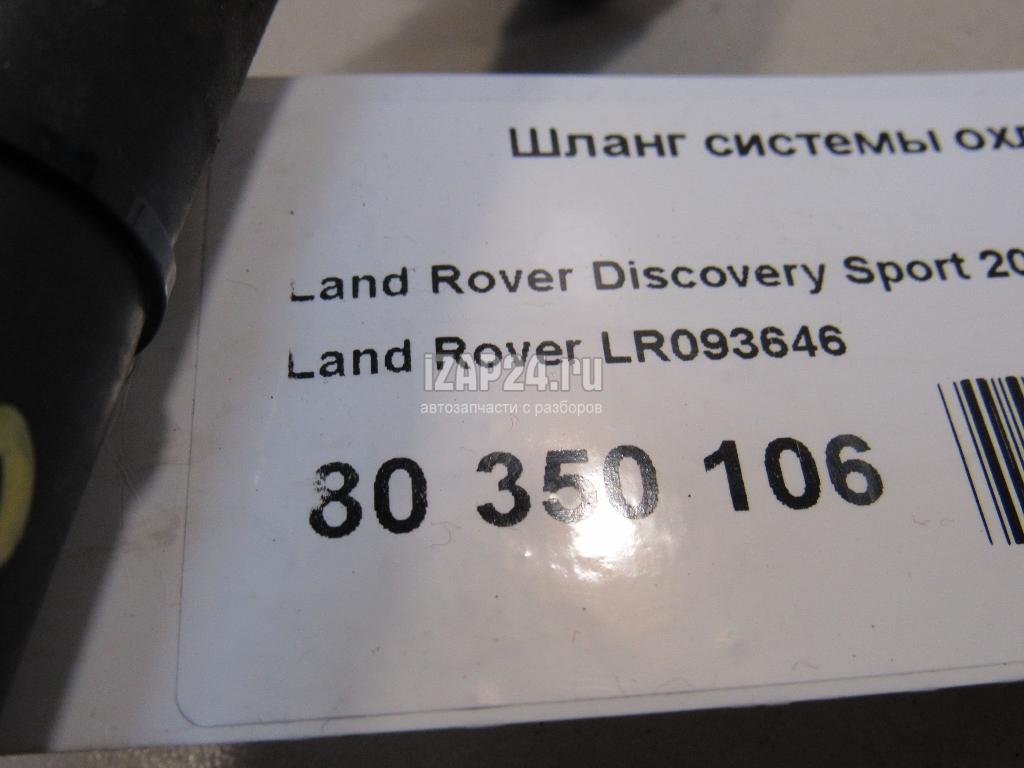 Шланг системы охл
Land Rover Discovery Sport 20
Land Rover LR093646
iZAP24.ru
автозапчасти с разборов
80 350 106